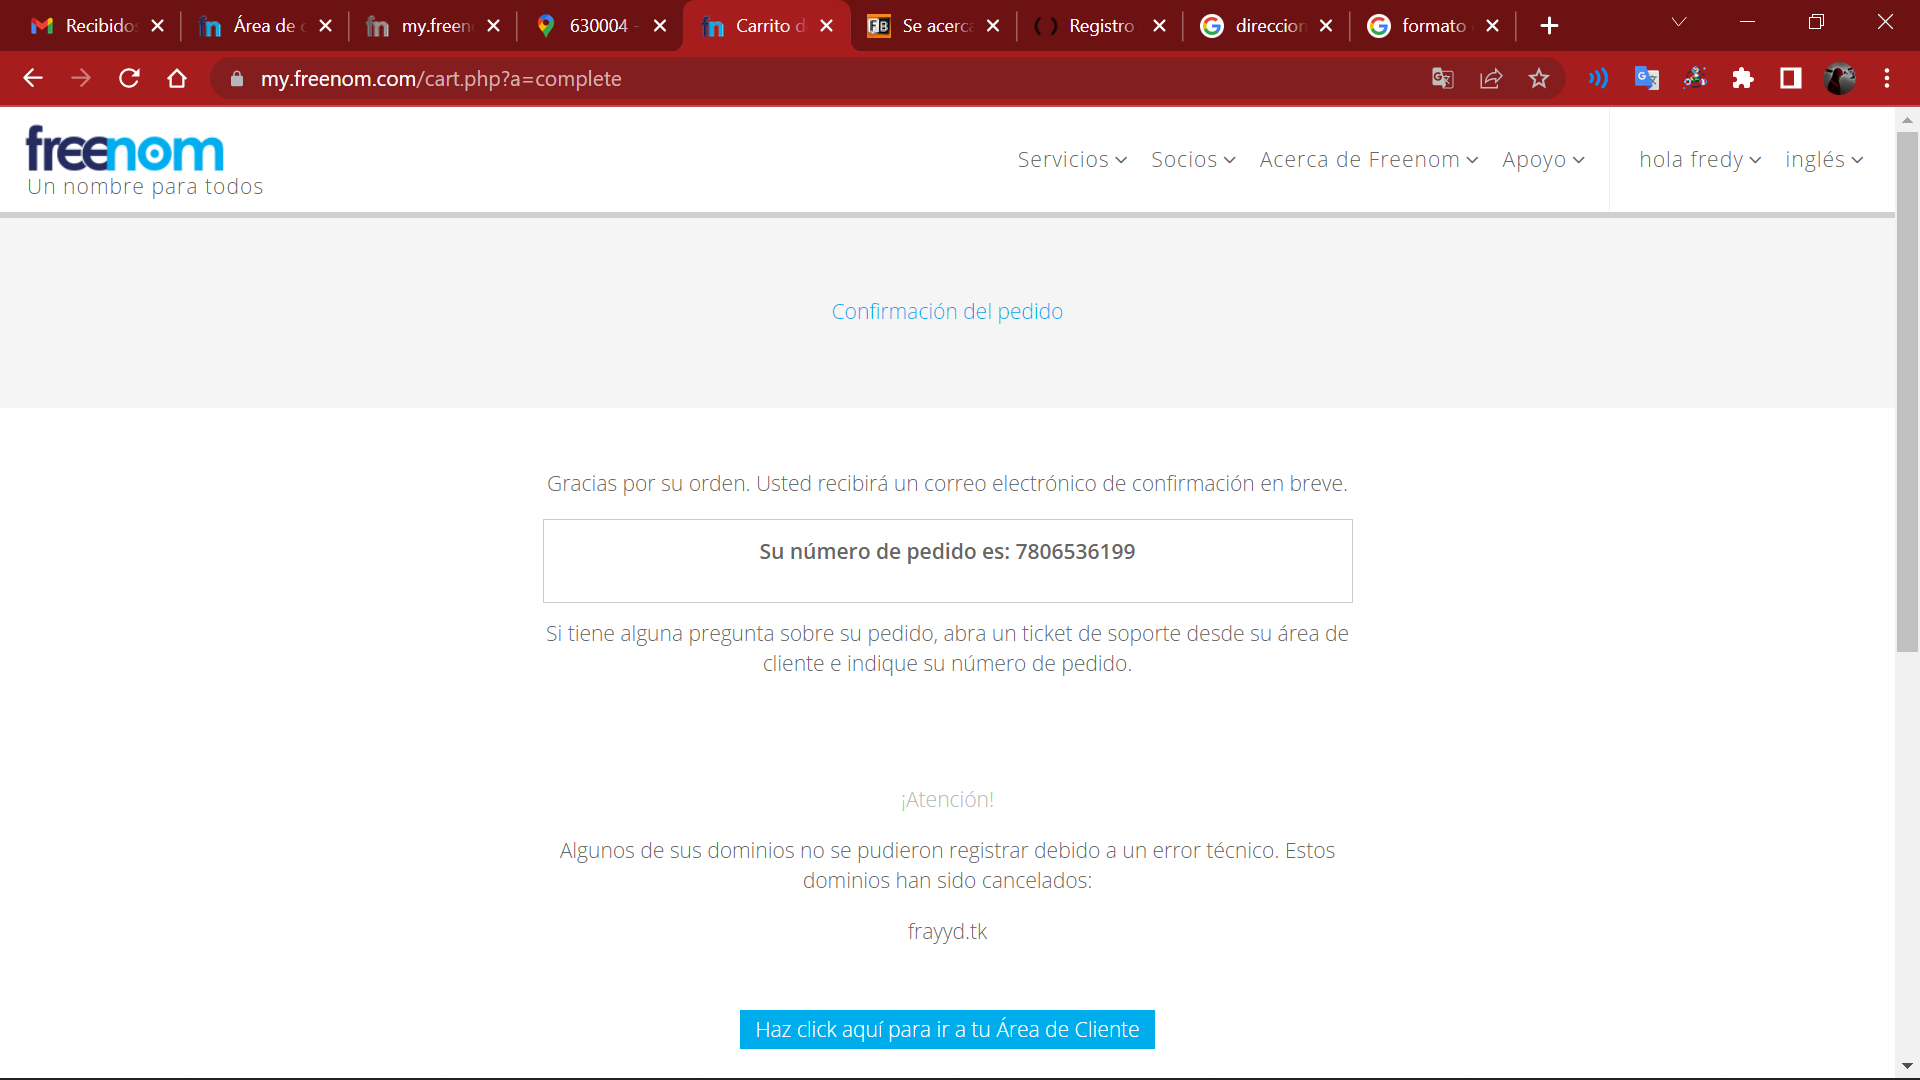 Recibidos
Área de c
my.freen
630004 -
Carrito d
Se acerca
Registro
direccion
formato
my.freenom.com/cart.php?a=complete
freenom
Un nombre para todos
Servicios
Socios
Acerca de Freenom
Apoyo
hola fredy
inglés
Confirmación del pedido
Gracias por su orden. Usted recibirá un correo electrónico de confirmación en breve.
Su número de pedido es: 7806536199
Si tiene alguna pregunta sobre su pedido, abra un ticket de soporte desde su área de
cliente e indique su número de pedido.
¡Atención!
Algunos de sus dominios no se pudieron registrar debido a un error técnico. Estos
dominios han sido cancelados:
frayyd.tk
Haz click aquí para ir a tu Área de Cliente